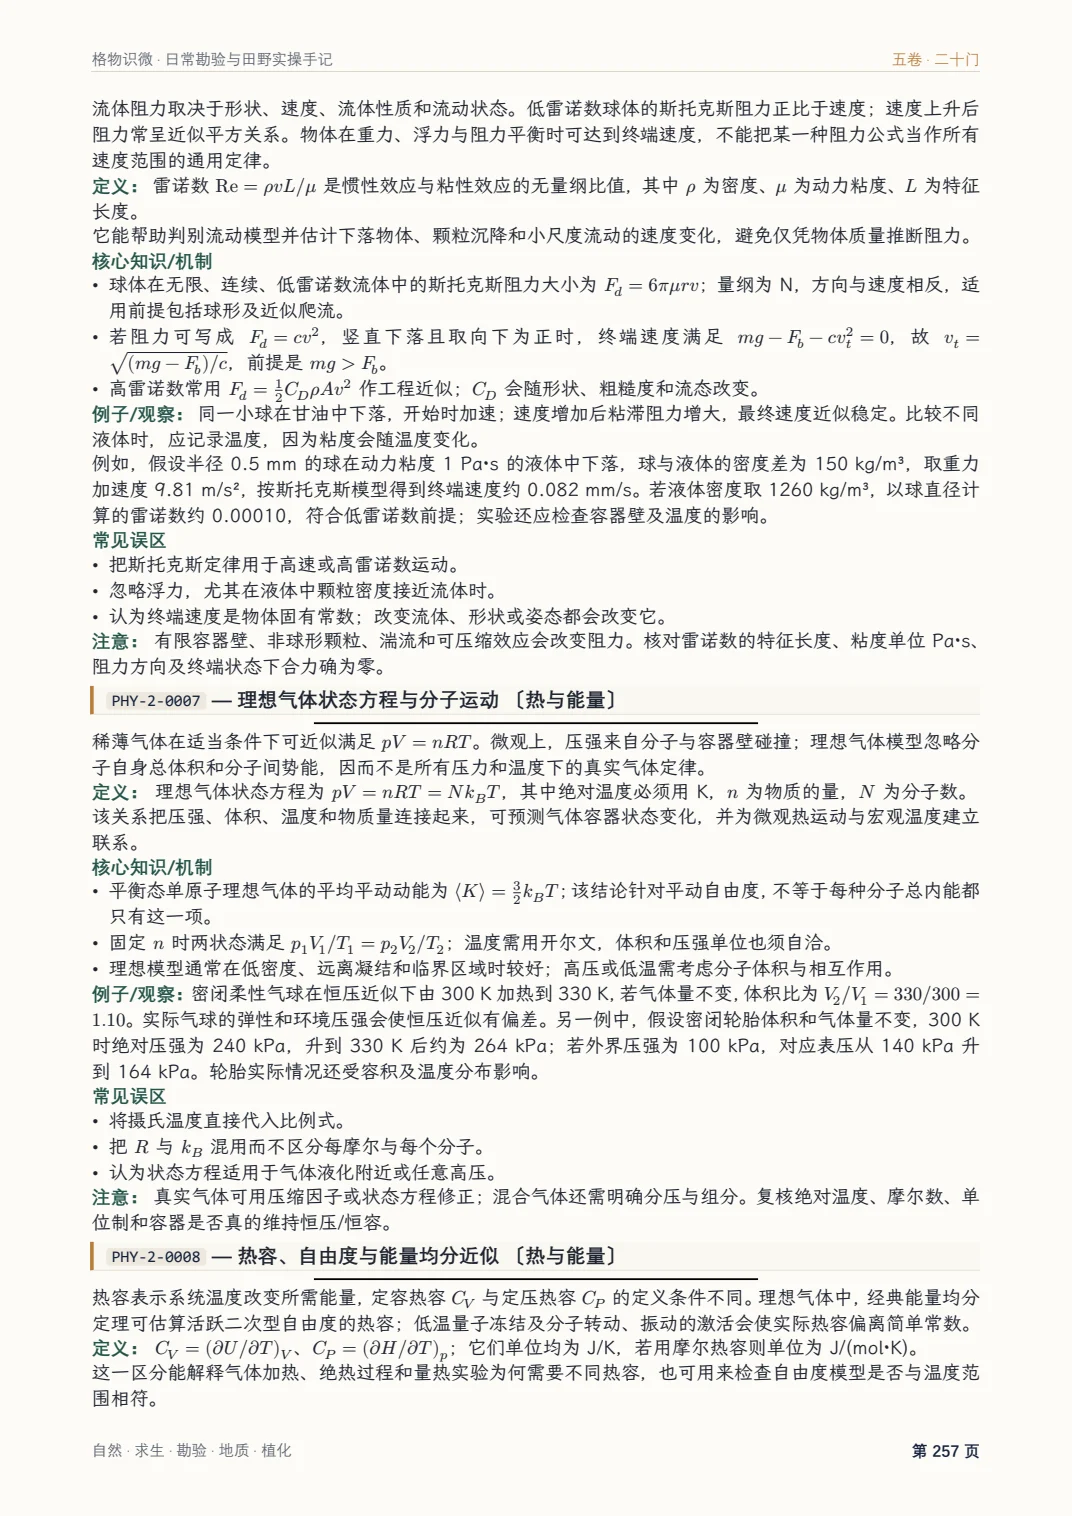 格物识微 · 日常勘验与田野实操手记
五卷 · 二十门
流体阻力取决于形状、速度、流体性质和流动状态。低雷诺数球体的斯托克斯阻力正比于速度；速度上升后
阻力常呈近似平方关系。物体在重力、浮力与阻力平衡时可达到终端速度，不能把某一种阻力公式当作所有
速度范围的通用定律。
定义： 雷诺数 Re = ρvL/μ 是惯性效应与粘性效应的无量纲比值，其中 ρ 为密度、μ 为动力粘度、L 为特征
长度。
它能帮助判别流动模型并估计下落物体、颗粒沉降和小尺度流动的速度变化，避免仅凭物体质量推断阻力。
核心知识/机制
• 球体在无限、连续、低雷诺数流体中的斯托克斯阻力大小为 F_d = 6πμrv；量纲为 N，方向与速度相反，适
用前提包括球形及近似爬流。
• 若阻力可写成 F_d = cv²，竖直下落且取向下为正时，终端速度满足 mg − F_b − cv_t² = 0，故 v_t =
√(mg − F_b)/c，前提是 mg > F_b。
• 高雷诺数常用 F_d = ½C_DρAv² 作工程近似；C_D 会随形状、粗糙度和流态改变。
例子/观察： 同一小球在甘油中下落，开始时加速；速度增加后粘滞阻力增大，最终速度近似稳定。比较不同
液体时，应记录温度，因为粘度会随温度变化。
例如，假设半径 0.5 mm 的球在动力粘度 1 Pa•s 的液体中下落，球与液体的密度差为 150 kg/m³，取重力
加速度 9.81 m/s²，按斯托克斯模型得到终端速度约 0.082 mm/s。若液体密度取 1260 kg/m³，以球直径计
算的雷诺数约 0.00010，符合低雷诺数前提；实验还应检查容器壁及温度的影响。
常见误区
• 把斯托克斯定律用于高速或高雷诺数运动。
• 忽略浮力，尤其在液体中颗粒密度接近流体时。
• 认为终端速度是物体固有常数；改变流体、形状或姿态都会改变它。
注意： 有限容器壁、非球形颗粒、湍流和可压缩效应会改变阻力。核对雷诺数的特征长度、粘度单位 Pa•s、
阻力方向及终端状态下合力确为零。
PHY-2-0007 — 理想气体状态方程与分子运动 〔热与能量〕
稀薄气体在适当条件下可近似满足 pV = nRT。微观上，压强来自分子与容器壁碰撞；理想气体模型忽略分
子自身总体积和分子间势能，因而不是所有压力和温度下的真实气体定律。
定义： 理想气体状态方程为 pV = nRT = Nk_BT，其中绝对温度必须用 K，n 为物质的量，N 为分子数。
该关系把压强、体积、温度和物质量连接起来，可预测气体容器状态变化，并为微观热运动与宏观温度建立
联系。
核心知识/机制
• 平衡态单原子理想气体的平均平动动能为 ⟨K⟩ = 3/2 k_BT；该结论针对平动自由度，不等于每种分子总内能都
只有这一项。
• 固定 n 时两状态满足 p₁V₁/T₁ = p₂V₂/T₂；温度需用开尔文，体积和压强单位也须自洽。
• 理想模型通常在低密度、远离凝结和临界区域时较好；高压或低温需考虑分子体积与相互作用。
例子/观察：密闭柔性气球在恒压近似下由 300 K 加热到 330 K，若气体量不变，体积比为 V₂/V₁ = 330/300 =
1.10。实际气球的弹性和环境压强会使恒压近似有偏差。另一例中，假设密闭轮胎体积和气体量不变，300 K
时绝对压强为 240 kPa，升到 330 K 后约为 264 kPa；若外界压强为 100 kPa，对应表压从 140 kPa 升
到 164 kPa。轮胎实际情况还受容积及温度分布影响。
常见误区
• 将摄氏温度直接代入比例式。
• 把 R 与 k_B 混用而不区分每摩尔与每个分子。
• 认为状态方程适用于气体液化附近或任意高压。
注意： 真实气体可用压缩因子或状态方程修正；混合气体还需明确分压与组分。复核绝对温度、摩尔数、单
位制和容器是否真的维持恒压/恒容。
PHY-2-0008 — 热容、自由度与能量均分近似 〔热与能量〕
热容表示系统温度改变所需能量，定容热容 C_V 与定压热容 C_P 的定义条件不同。理想气体中，经典能量均分
定理可估算活跃二次型自由度的热容；低温量子冻结及分子转动、振动的激活会使实际热容偏离简单常数。
定义： C_V = (∂U/∂T)_V、C_P = (∂H/∂T)_p；它们单位均为 J/K，若用摩尔热容则单位为 J/(mol•K)。
这一区分能解释气体加热、绝热过程和量热实验为何需要不同热容，也可用来检查自由度模型是否与温度范
围相符。
自然 · 求生 · 勘验 · 地质 · 植化
第 257 页